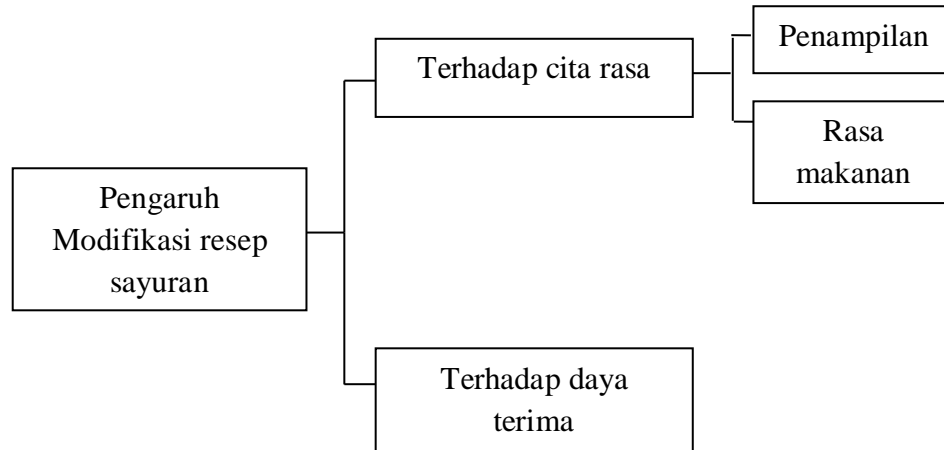 Pengaruh
Modifikasi resep
sayuran
Terhadap cita rasa
Penampilan
Rasa
makanan
Terhadap daya
terima